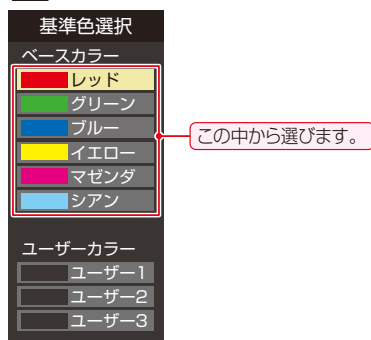 基準色選択
ベースカラー
レッド
グリーン
ブルー
イエロー
マゼンダ
シアン
この中から選びます。
ユーザーカラー
ユーザー1
ユーザー2
ユーザー3